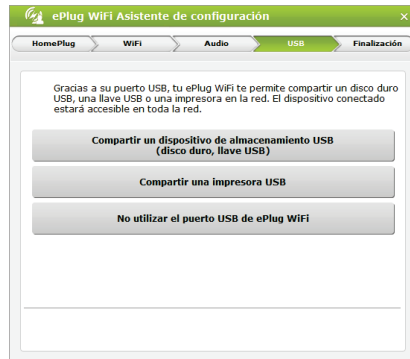 ePlug WiFi Asistente de configuración
HomePlug WiFi Audio USB Finalización
Gracias a su puerto USB, tu ePlug WiFi te permite compartir un disco duro
USB, una llave USB o una impresora en la red. El dispositivo conectado
estará accesible en toda la red.
Compartir un dispositivo de almacenamiento USB
(disco duro, llave USB)
Compartir una impresora USB
No utilizar el puerto USB de ePlug WiFi